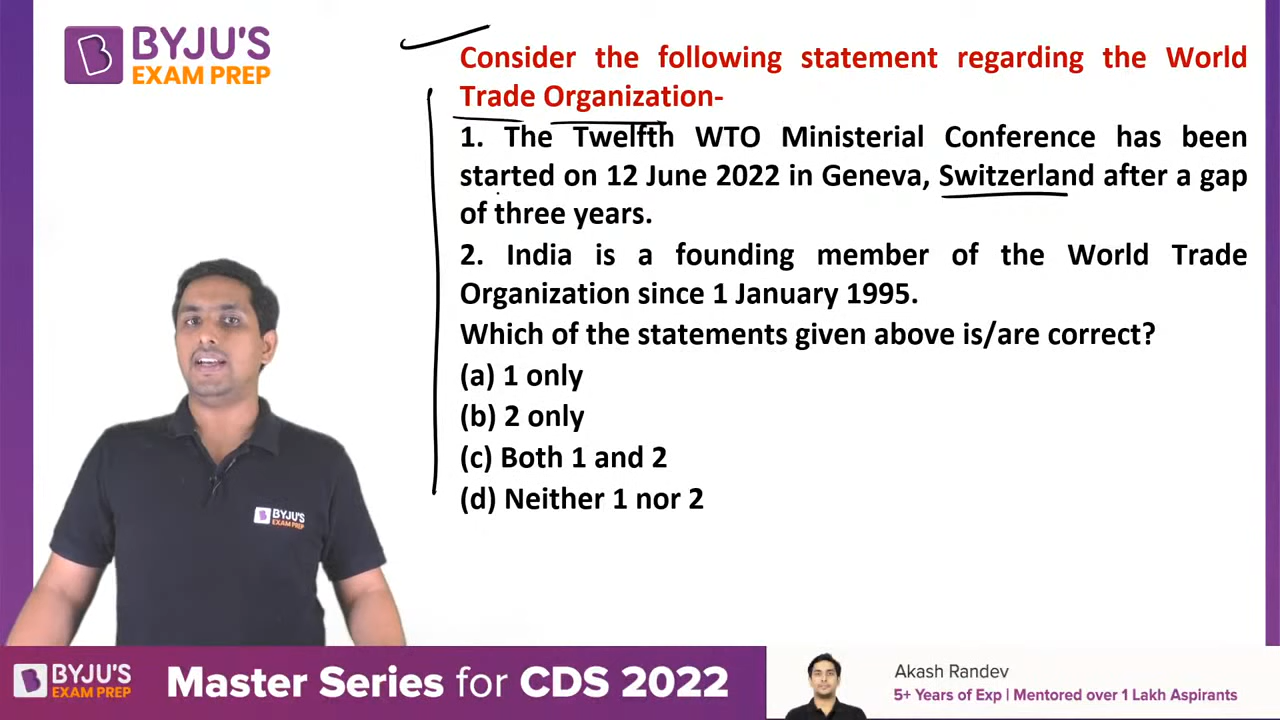 BYJU'S
EXAM PREP
Consider the following statement regarding the World
Trade Organization-
1. The Twelfth WTO Ministerial Conference has been
started on 12 June 2022 in Geneva, Switzerland after a gap
of three years.
2. India is a founding member of the World Trade
Organization since 1 January 1995.
Which of the statements given above is/are correct?
(a) 1 only
(b) 2 only
(c) Both 1 and 2
(d) Neither 1 nor 2
BYJU'S
EXAM PREP
BYJU'S
EXAM PREP
Master Series for CDS 2022
Akash Randev
5+ Years of Exp | Mentored over 1 Lakh Aspirants